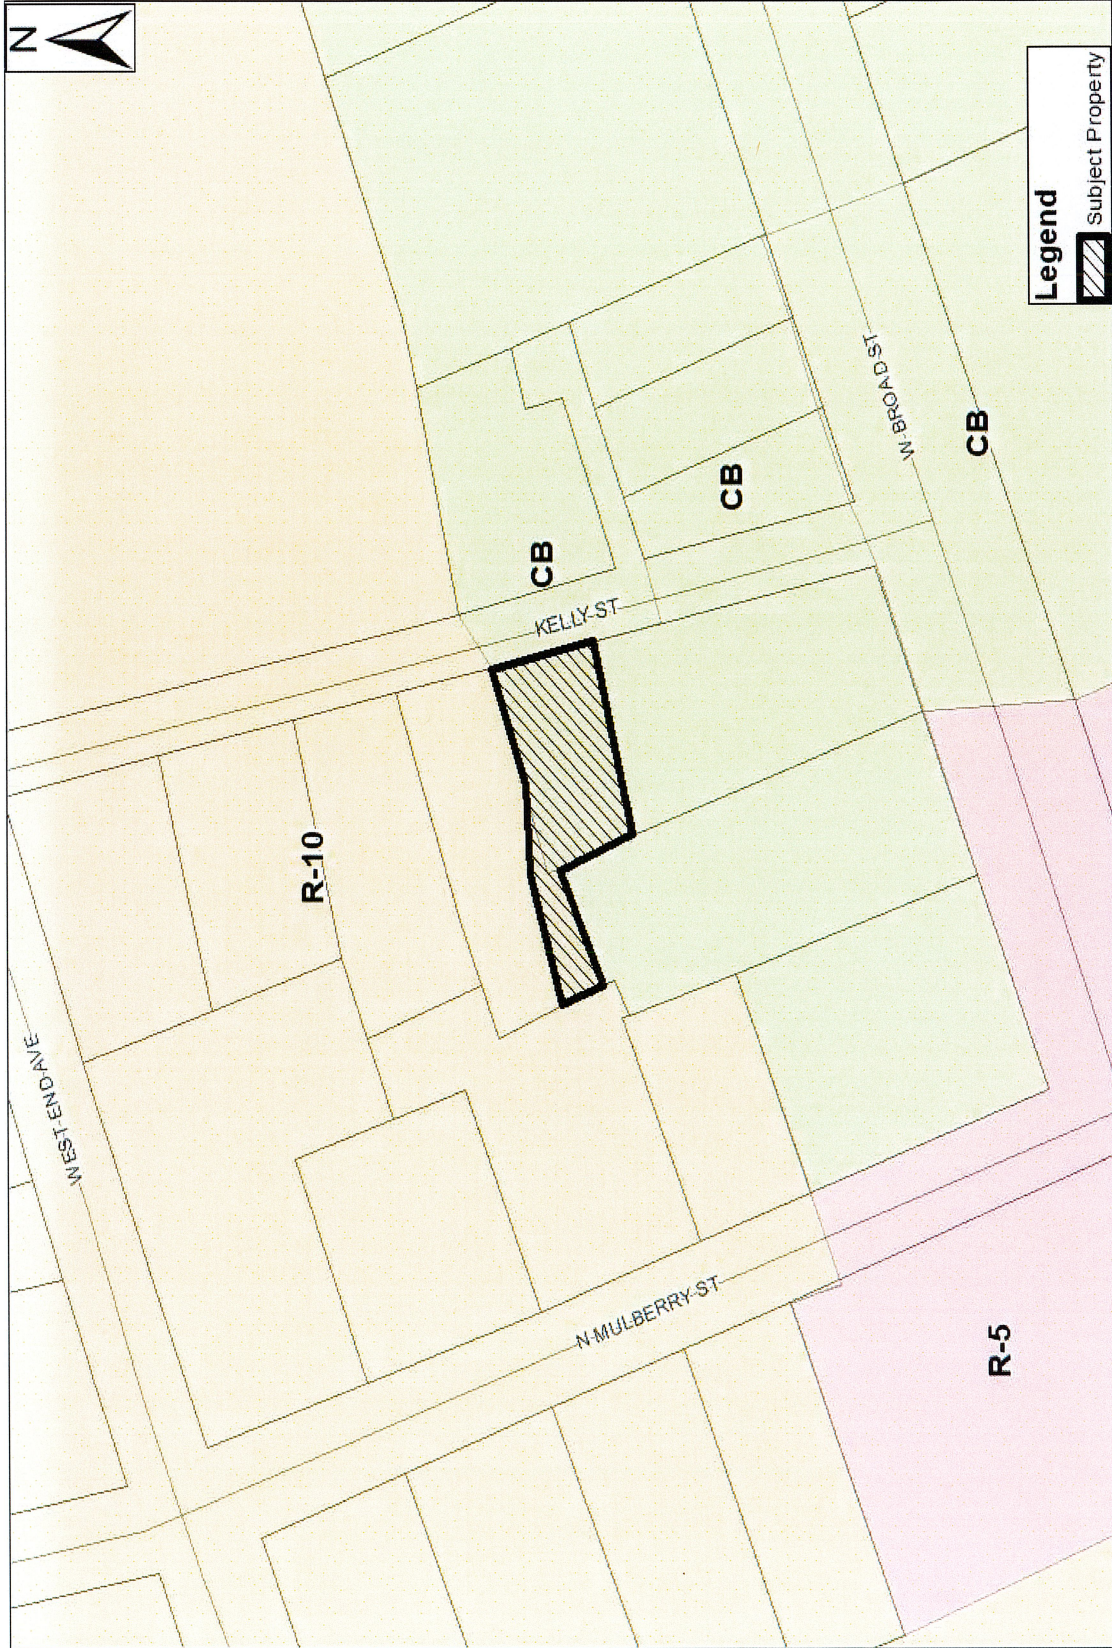 N
WEST END AVE
R-10
KELLY ST
CB
CB
W BROAD ST
CB
N MULBERRY ST
R-5
Legend
Subject Property